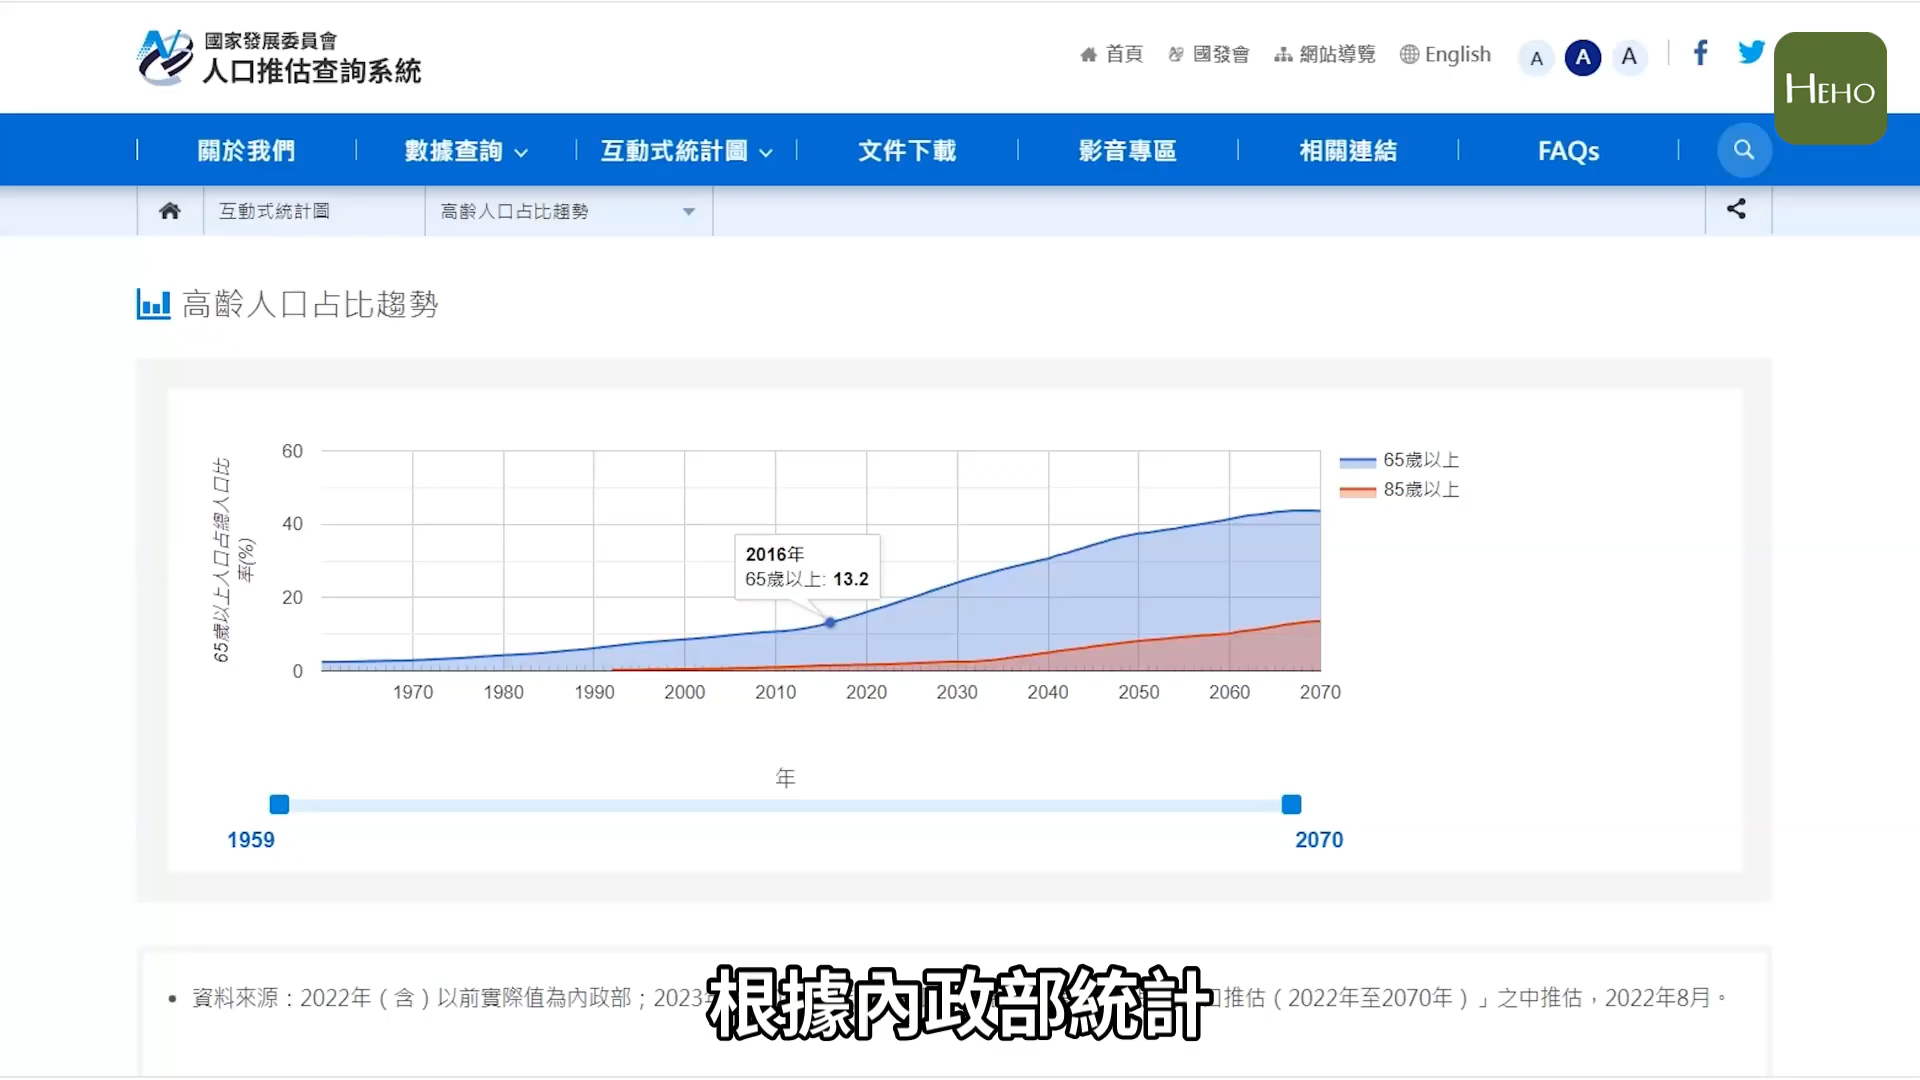 國家發展委員會
人口推估查詢系統
首頁 國發會 網站導覽 English A A A
HEHO
關於我們 數據查詢 互動式統計圖 文件下載 影音專區 相關連結 FAQs
互動式統計圖 高齡人口占比趨勢
高齡人口占比趨勢
65歲以上人口占總人口比
率(%)
60
40
20
0
2016年
65歲以上: 13.2
65歲以上
85歲以上
1970 1980 1990 2000 2010 2020 2030 2040 2050 2060 2070
年
1959 2070
資料來源：2022年（含）以前實際值為內政部；2023 口推估（2022年至2070年）」之中推估，2022年8月。
根據內政部統計